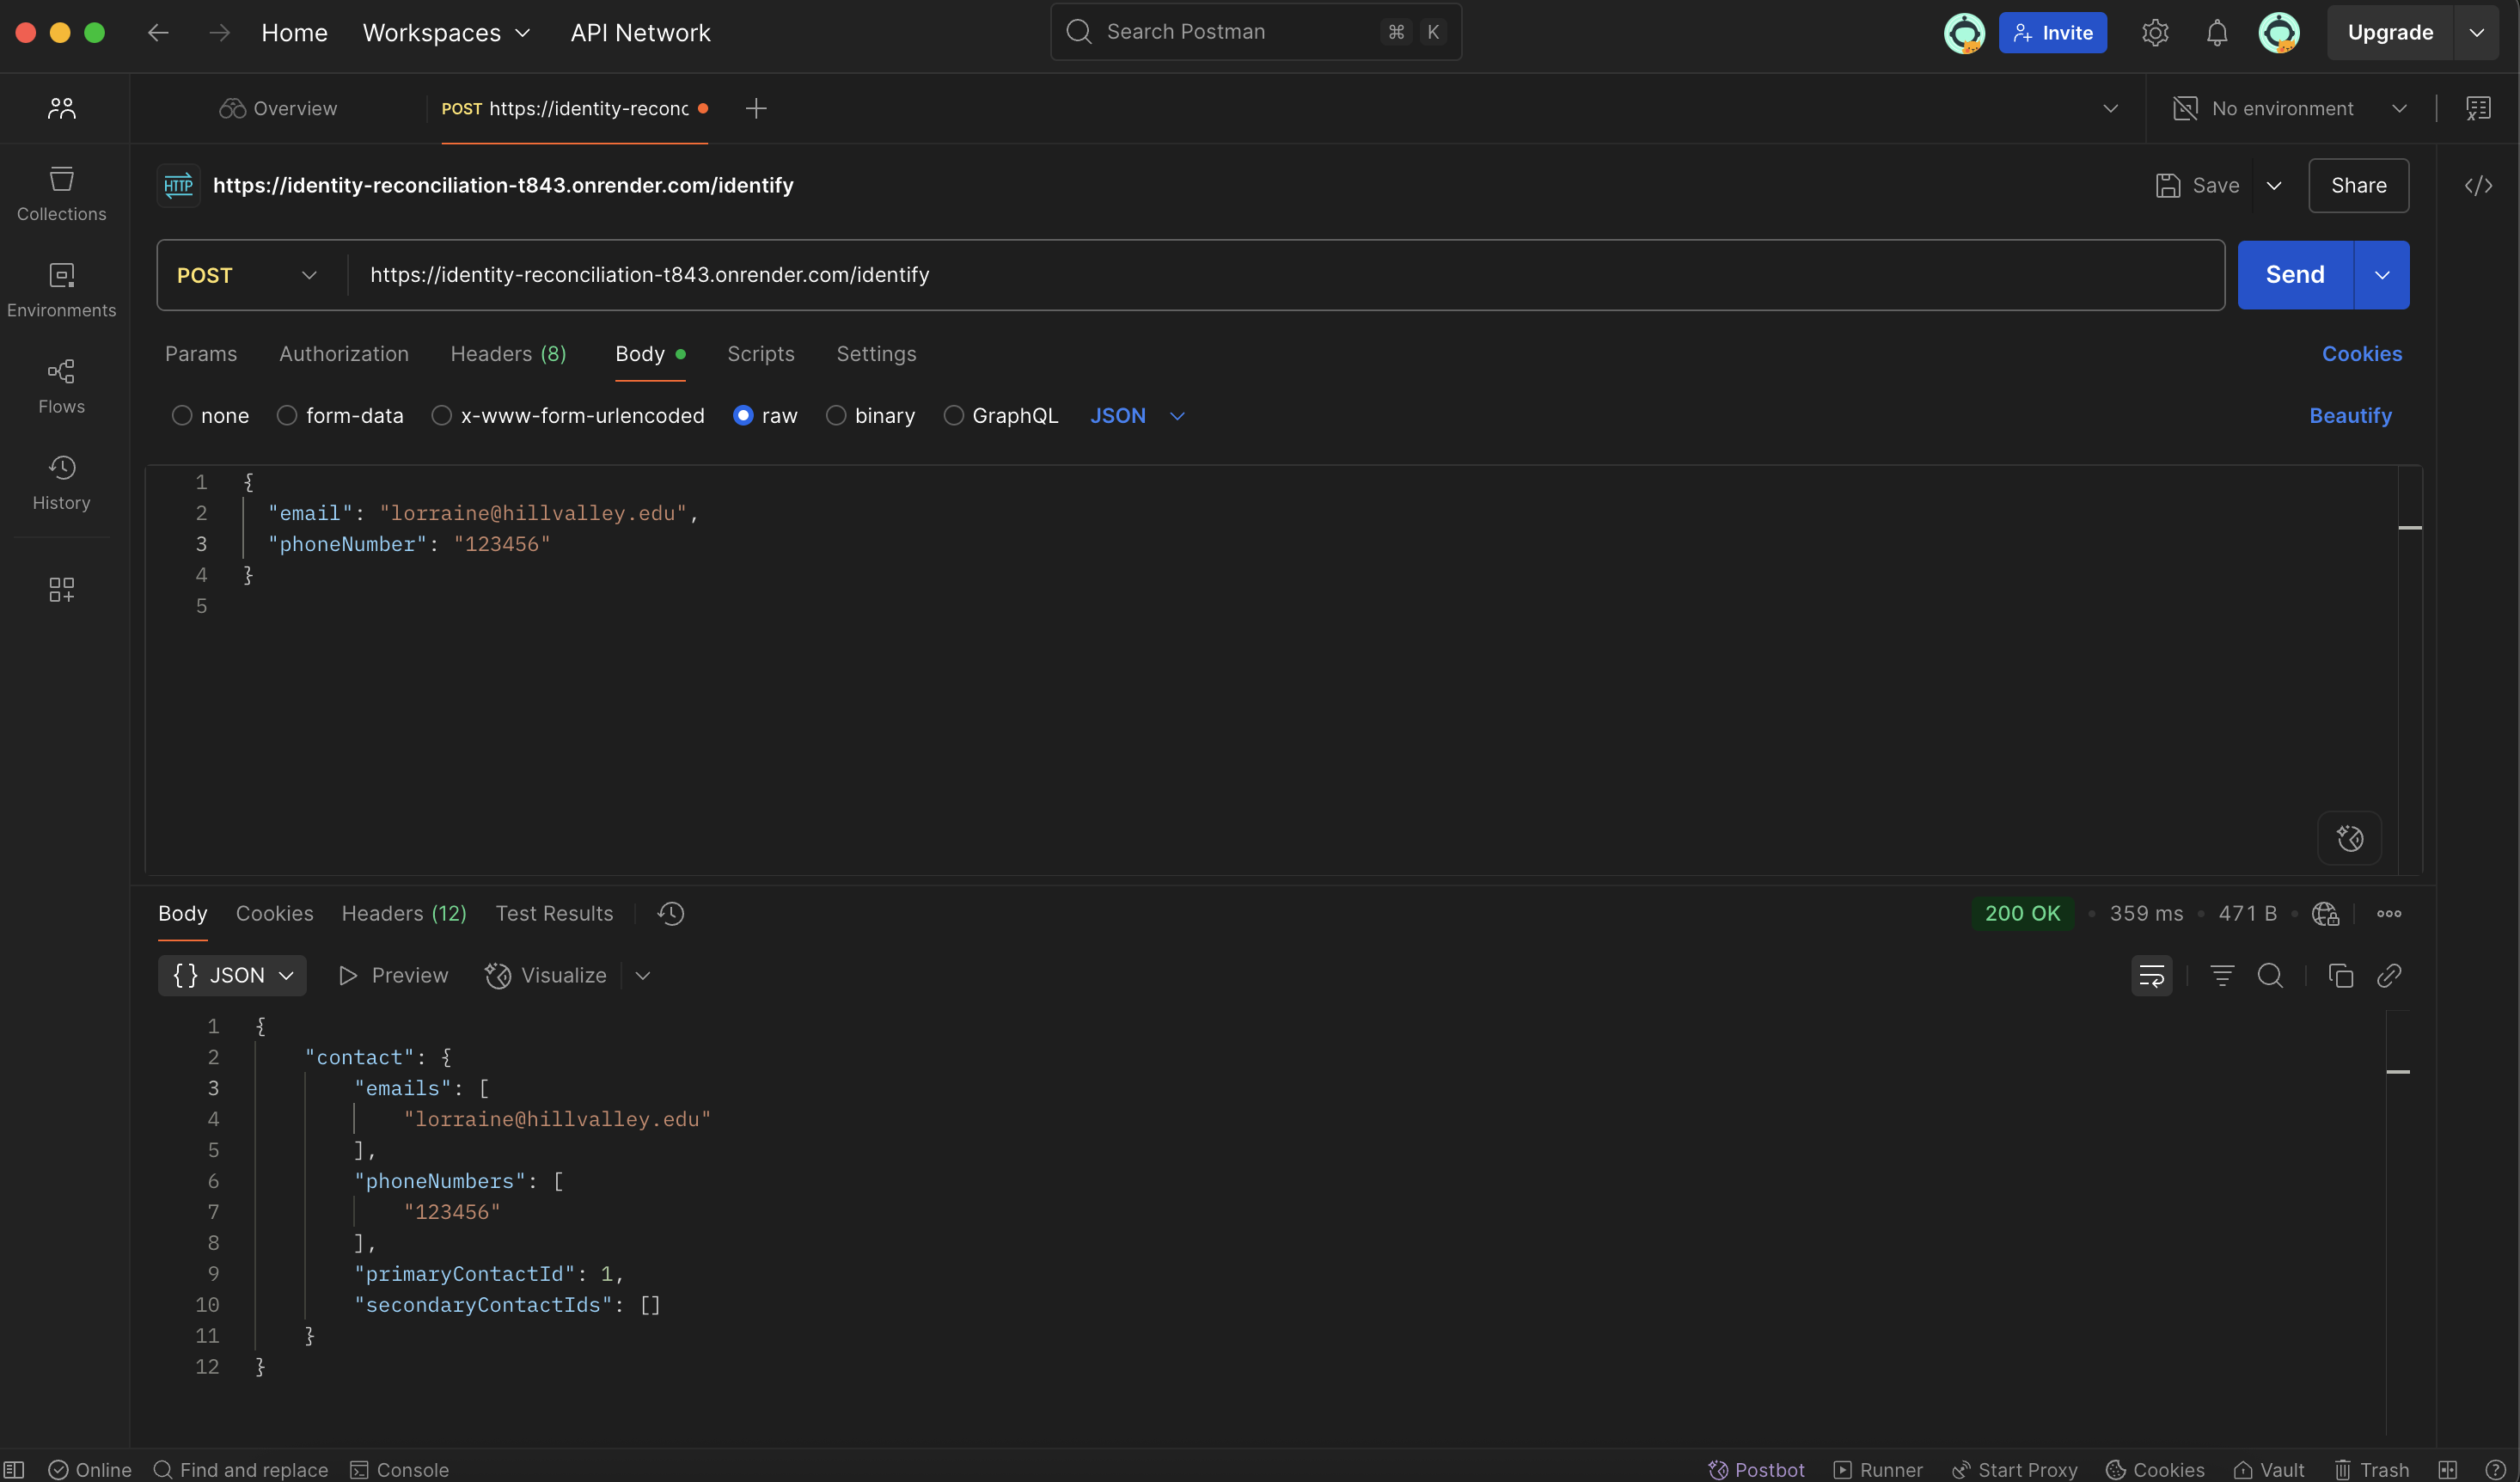 Home Workspaces API Network Search Postman ⌘ K Invite Upgrade
Overview POST https://identity-reconc No environment
Collections
Environments
Flows
History
HTTP https://identity-reconciliation-t843.onrender.com/identify Save Share </>
POST https://identity-reconciliation-t843.onrender.com/identify Send
Params Authorization Headers (8) Body Scripts Settings Cookies
none form-data x-www-form-urlencoded raw binary GraphQL JSON Beautify
1 {
2 "email": "lorraine@hillvalley.edu",
3 "phoneNumber": "123456"
4 }
5
Body Cookies Headers (12) Test Results 200 OK • 359 ms • 471 B •
{} JSON Preview Visualize
1 {
2 "contact": {
3 "emails": [
4 "lorraine@hillvalley.edu"
5 ],
6 "phoneNumbers": [
7 "123456"
8 ],
9 "primaryContactId": 1,
10 "secondaryContactIds": []
11 }
12 }
Online Find and replace Console Postbot Runner Start Proxy Cookies Vault Trash